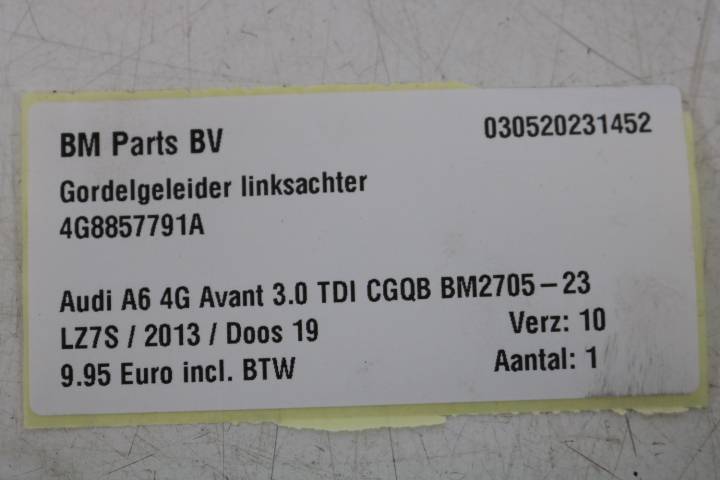 BM Parts BV 030520231452
Gordelgeleider linksachter
4G8857791A
Audi A6 4G Avant 3.0 TDI CGQB BM2705-23
LZ7S / 2013 / Doos 19 Verz: 10
9.95 Euro incl. BTW Aantal: 1